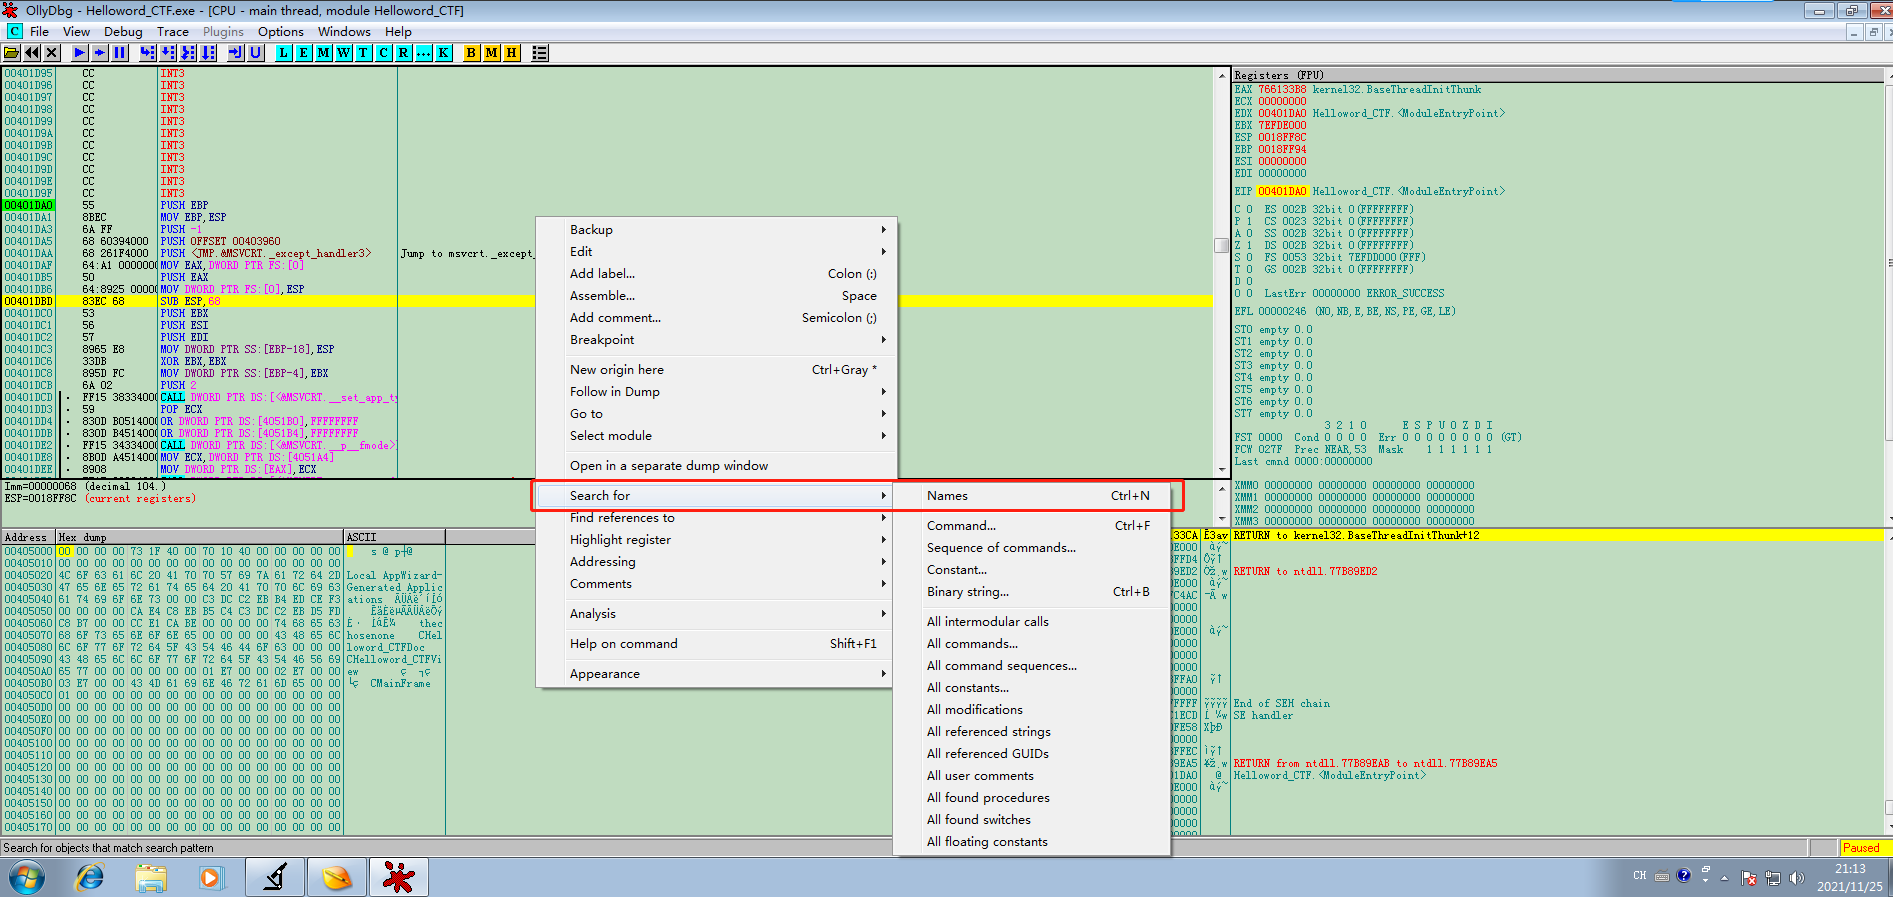 OllyDbg - Helloword_CTF.exe - [CPU - main thread, module Helloword_CTF]
C File View Debug Trace Plugins Options Windows Help
L E M W T C R ... K B M H
00401D95 CC INT3
00401D96 CC INT3
00401D97 CC INT3
00401D98 CC INT3
00401D99 CC INT3
00401D9A CC INT3
00401D9B CC INT3
00401D9C CC INT3
00401D9D CC INT3
00401D9E CC INT3
00401D9F CC INT3
00401DA0 55 PUSH EBP
00401DA1 8BEC MOV EBP,ESP
00401DA3 6A FF PUSH -1
00401DA5 68 60394000 PUSH OFFSET 00403960
00401DAA 68 261F4000 PUSH <JMP.&MSVCRT._except_handler3> Jump to msvcrt._except_
00401DAF 64:A1 0000000 MOV EAX,DWORD PTR FS:[0]
00401DB5 50 PUSH EAX
00401DB6 64:8925 00000 MOV DWORD PTR FS:[0],ESP
00401DBD 83EC 68 SUB ESP,68
00401DC0 53 PUSH EBX
00401DC1 56 PUSH ESI
00401DC2 57 PUSH EDI
00401DC3 8965 E8 MOV DWORD PTR SS:[EBP-18],ESP
00401DC6 33DB XOR EBX,EBX
00401DC8 895D FC MOV DWORD PTR SS:[EBP-4],EBX
00401DCB 6A 02 PUSH 2
00401DCD FF15 38334000 CALL DWORD PTR DS:[<&MSVCRT.__set_app_ty
00401DD3 59 POP ECX
00401DD4 830D B0514000 OR DWORD PTR DS:[4051B0],FFFFFFFF
00401DDB 830D B4514000 OR DWORD PTR DS:[4051B4],FFFFFFFF
00401DE2 FF15 34334000 CALL DWORD PTR DS:[<&MSVCRT.__p__fmode>]
00401DE8 8B0D A4514000 MOV ECX,DWORD PTR DS:[4051A4]
00401DEE 8908 MOV DWORD PTR DS:[EAX],ECX
Imm=00000068 (decimal 104.)
ESP=0018FF8C (current registers)
Backup
Edit
Add label... Colon (:)
Assemble... Space
Add comment... Semicolon (;)
Breakpoint
New origin here Ctrl+Gray *
Follow in Dump
Go to
Select module
Open in a separate dump window
Search for
Find references to
Highlight register
Addressing
Comments
Analysis
Help on command Shift+F1
Appearance
Names Ctrl+N
Command... Ctrl+F
Sequence of commands...
Constant...
Binary string... Ctrl+B
All intermodular calls
All commands...
All command sequences...
All constants...
All modifications
All referenced strings
All referenced GUIDs
All user comments
All found procedures
All found switches
All floating constants
Registers (FPU)
EAX 766133B8 kernel32.BaseThreadInitThunk
ECX 00000000
EDX 00401DA0 Helloword_CTF.<ModuleEntryPoint>
EBX 7EFDE000
ESP 0018FF8C
EBP 0018FF94
ESI 00000000
EDI 00000000
EIP 00401DA0 Helloword_CTF.<ModuleEntryPoint>
C 0 ES 002B 32bit 0(FFFFFFFF)
P 1 CS 0023 32bit 0(FFFFFFFF)
A 0 SS 002B 32bit 0(FFFFFFFF)
Z 1 DS 002B 32bit 0(FFFFFFFF)
S 0 FS 0053 32bit 7EFDD000(FFF)
T 0 GS 002B 32bit 0(FFFFFFFF)
D 0
O 0 LastErr 00000000 ERROR_SUCCESS
EFL 00000246 (NO,NB,E,BE,NS,PE,GE,LE)
ST0 empty 0.0
ST1 empty 0.0
ST2 empty 0.0
ST3 empty 0.0
ST4 empty 0.0
ST5 empty 0.0
ST6 empty 0.0
ST7 empty 0.0
3 2 1 0 E S P U O Z D I
FST 0000 Cond 0 0 0 0 Err 0 0 0 0 0 0 0 0 (GT)
FCW 027F Prec NEAR,53 Mask 1 1 1 1 1 1
Last cmnd 0000:00000000
XMM0 00000000 00000000 00000000 00000000
XMM1 00000000 00000000 00000000 00000000
XMM2 00000000 00000000 00000000 00000000
XMM3 00000000 00000000 00000000 00000000
Address Hex dump ASCII
00405000 00 00 00 00 73 1F 40 00 70 10 40 00 00 00 00 00
00405010 00 00 00 00 00 00 00 00 00 00 00 00 00 00 00 00
00405020 4C 6F 63 61 6C 20 41 70 70 57 69 7A 61 72 64 2D Local AppWizard-
00405030 47 65 6E 65 72 61 74 65 64 20 41 70 70 6C 69 63 Generated Applic
00405040 61 74 69 6F 6E 73 00 00 C3 DC C2 EB B4 ED CE F3 ations
00405050 00 00 00 00 CA E4 C8 EB B5 C4 C3 DC C2 EB D5 FD
00405060 C8 B7 00 00 CC E1 CA BE 00 00 00 00 74 68 65 63 thec
00405070 68 6F 73 65 6E 6F 6E 65 00 00 00 00 43 48 65 6C hosenone CHel
00405080 6C 6F 77 6F 72 64 5F 43 54 46 44 6F 63 00 00 00 loword_CTFDoc
00405090 43 48 65 6C 6C 6F 77 6F 72 64 5F 43 54 46 56 69 CHelloword_CTFVi
004050A0 65 77 00 00 00 00 00 00 01 E7 00 00 02 E7 00 00 ew
004050B0 03 E7 00 00 43 4D 61 69 6E 46 72 61 6D 65 00 00 CMainFrame
004050C0 01 00 00 00 00 00 00 00 00 00 00 00 00 00 00 00
004050D0 00 00 00 00 00 00 00 00 00 00 00 00 00 00 00 00
004050E0 00 00 00 00 00 00 00 00 00 00 00 00 00 00 00 00
004050F0 00 00 00 00 00 00 00 00 00 00 00 00 00 00 00 00
00405100 00 00 00 00 00 00 00 00 00 00 00 00 00 00 00 00
00405110 00 00 00 00 00 00 00 00 00 00 00 00 00 00 00 00
00405120 00 00 00 00 00 00 00 00 00 00 00 00 00 00 00 00
00405130 00 00 00 00 00 00 00 00 00 00 00 00 00 00 00 00
00405140 00 00 00 00 00 00 00 00 00 00 00 00 00 00 00 00
00405150 00 00 00 00 00 00 00 00 00 00 00 00 00 00 00 00
00405160 00 00 00 00 00 00 00 00 00 00 00 00 00 00 00 00
00405170 00 00 00 00 00 00 00 00 00 00 00 00 00 00 00 00
133CA RETURN to kernel32.BaseThreadInitThunk+12
E000
FFD4
9ED2 RETURN to ntdll.77B89ED2
E000
FC4AC
0000
E000
0000
FFA0
0000
FFFF End of SEH chain
C1ECD SE handler
FE58
0000
FFEC
9EA5 RETURN from ntdll.77B89EAB to ntdll.77B89EA5
1DA0 Helloword_CTF.<ModuleEntryPoint>
E000
0000
Search for objects that match search pattern
Paused
CH
21:13
2021/11/25